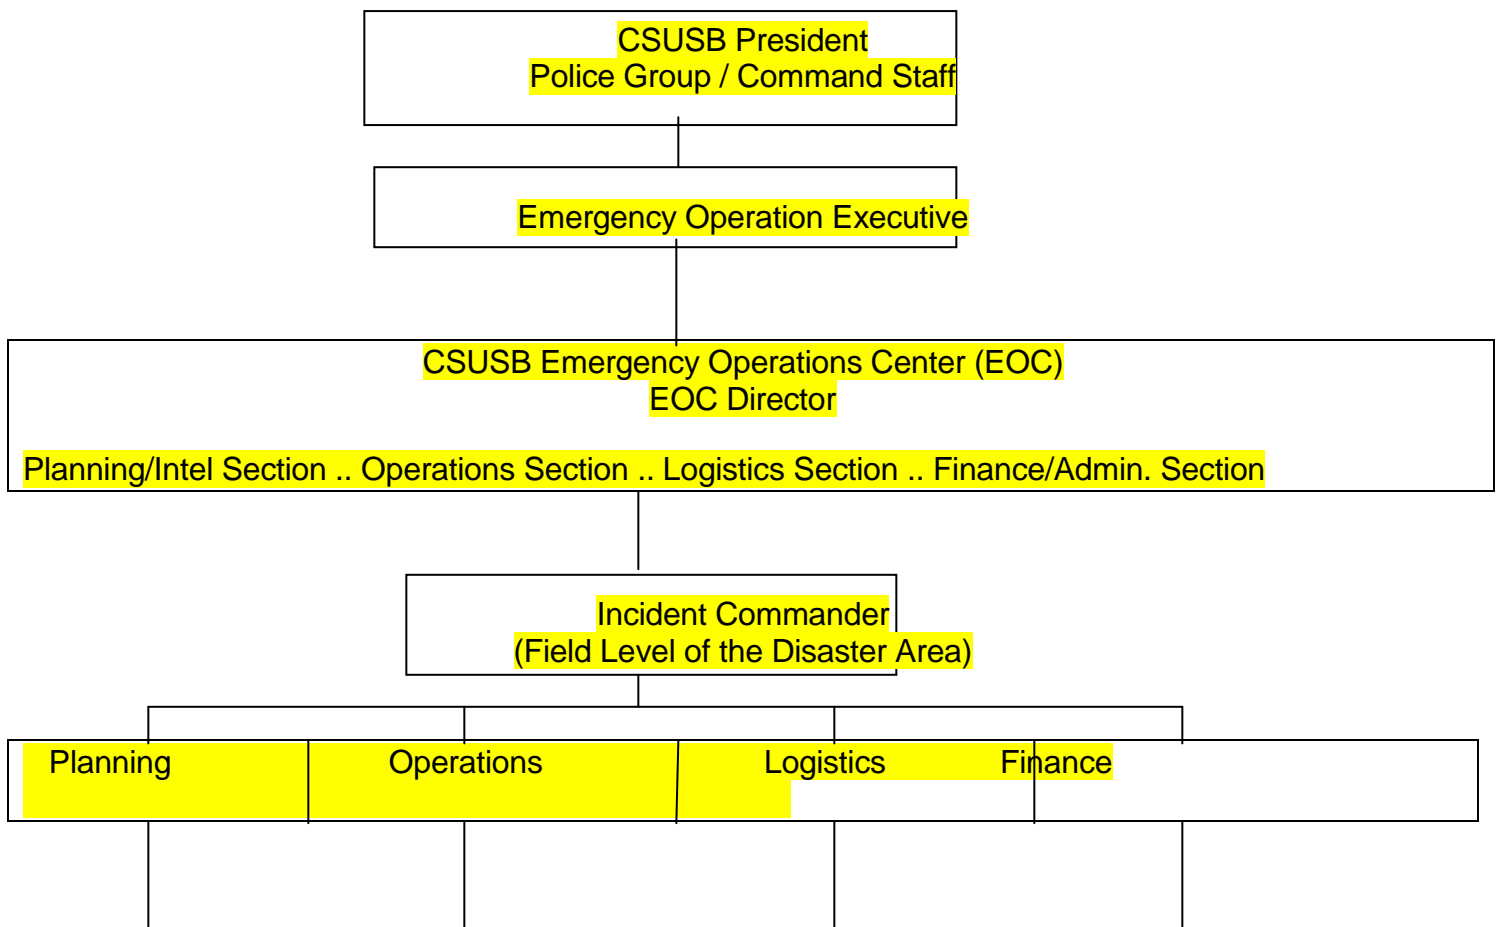 CSUSB President
Police Group / Command Staff
Emergency Operation Executive
CSUSB Emergency Operations Center (EOC)
EOC Director
Planning/Intel Section .. Operations Section .. Logistics Section .. Finance/Admin. Section
Incident Commander
(Field Level of the Disaster Area)
Planning Operations Logistics Finance